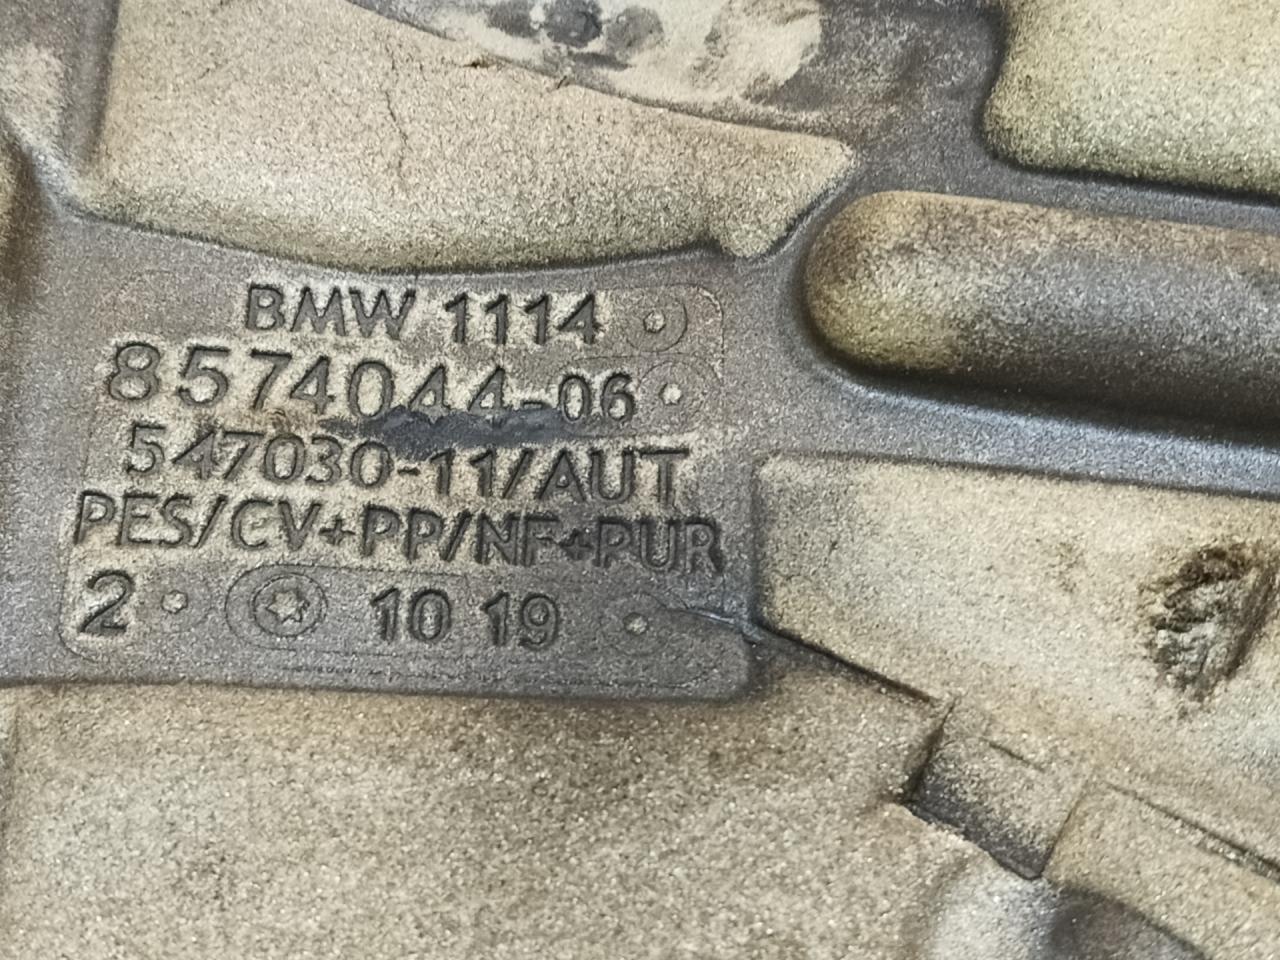 BMW 1114
8574044-06
547030-11/AUT
PES/CV+PP/NF+PUR
2 10 19